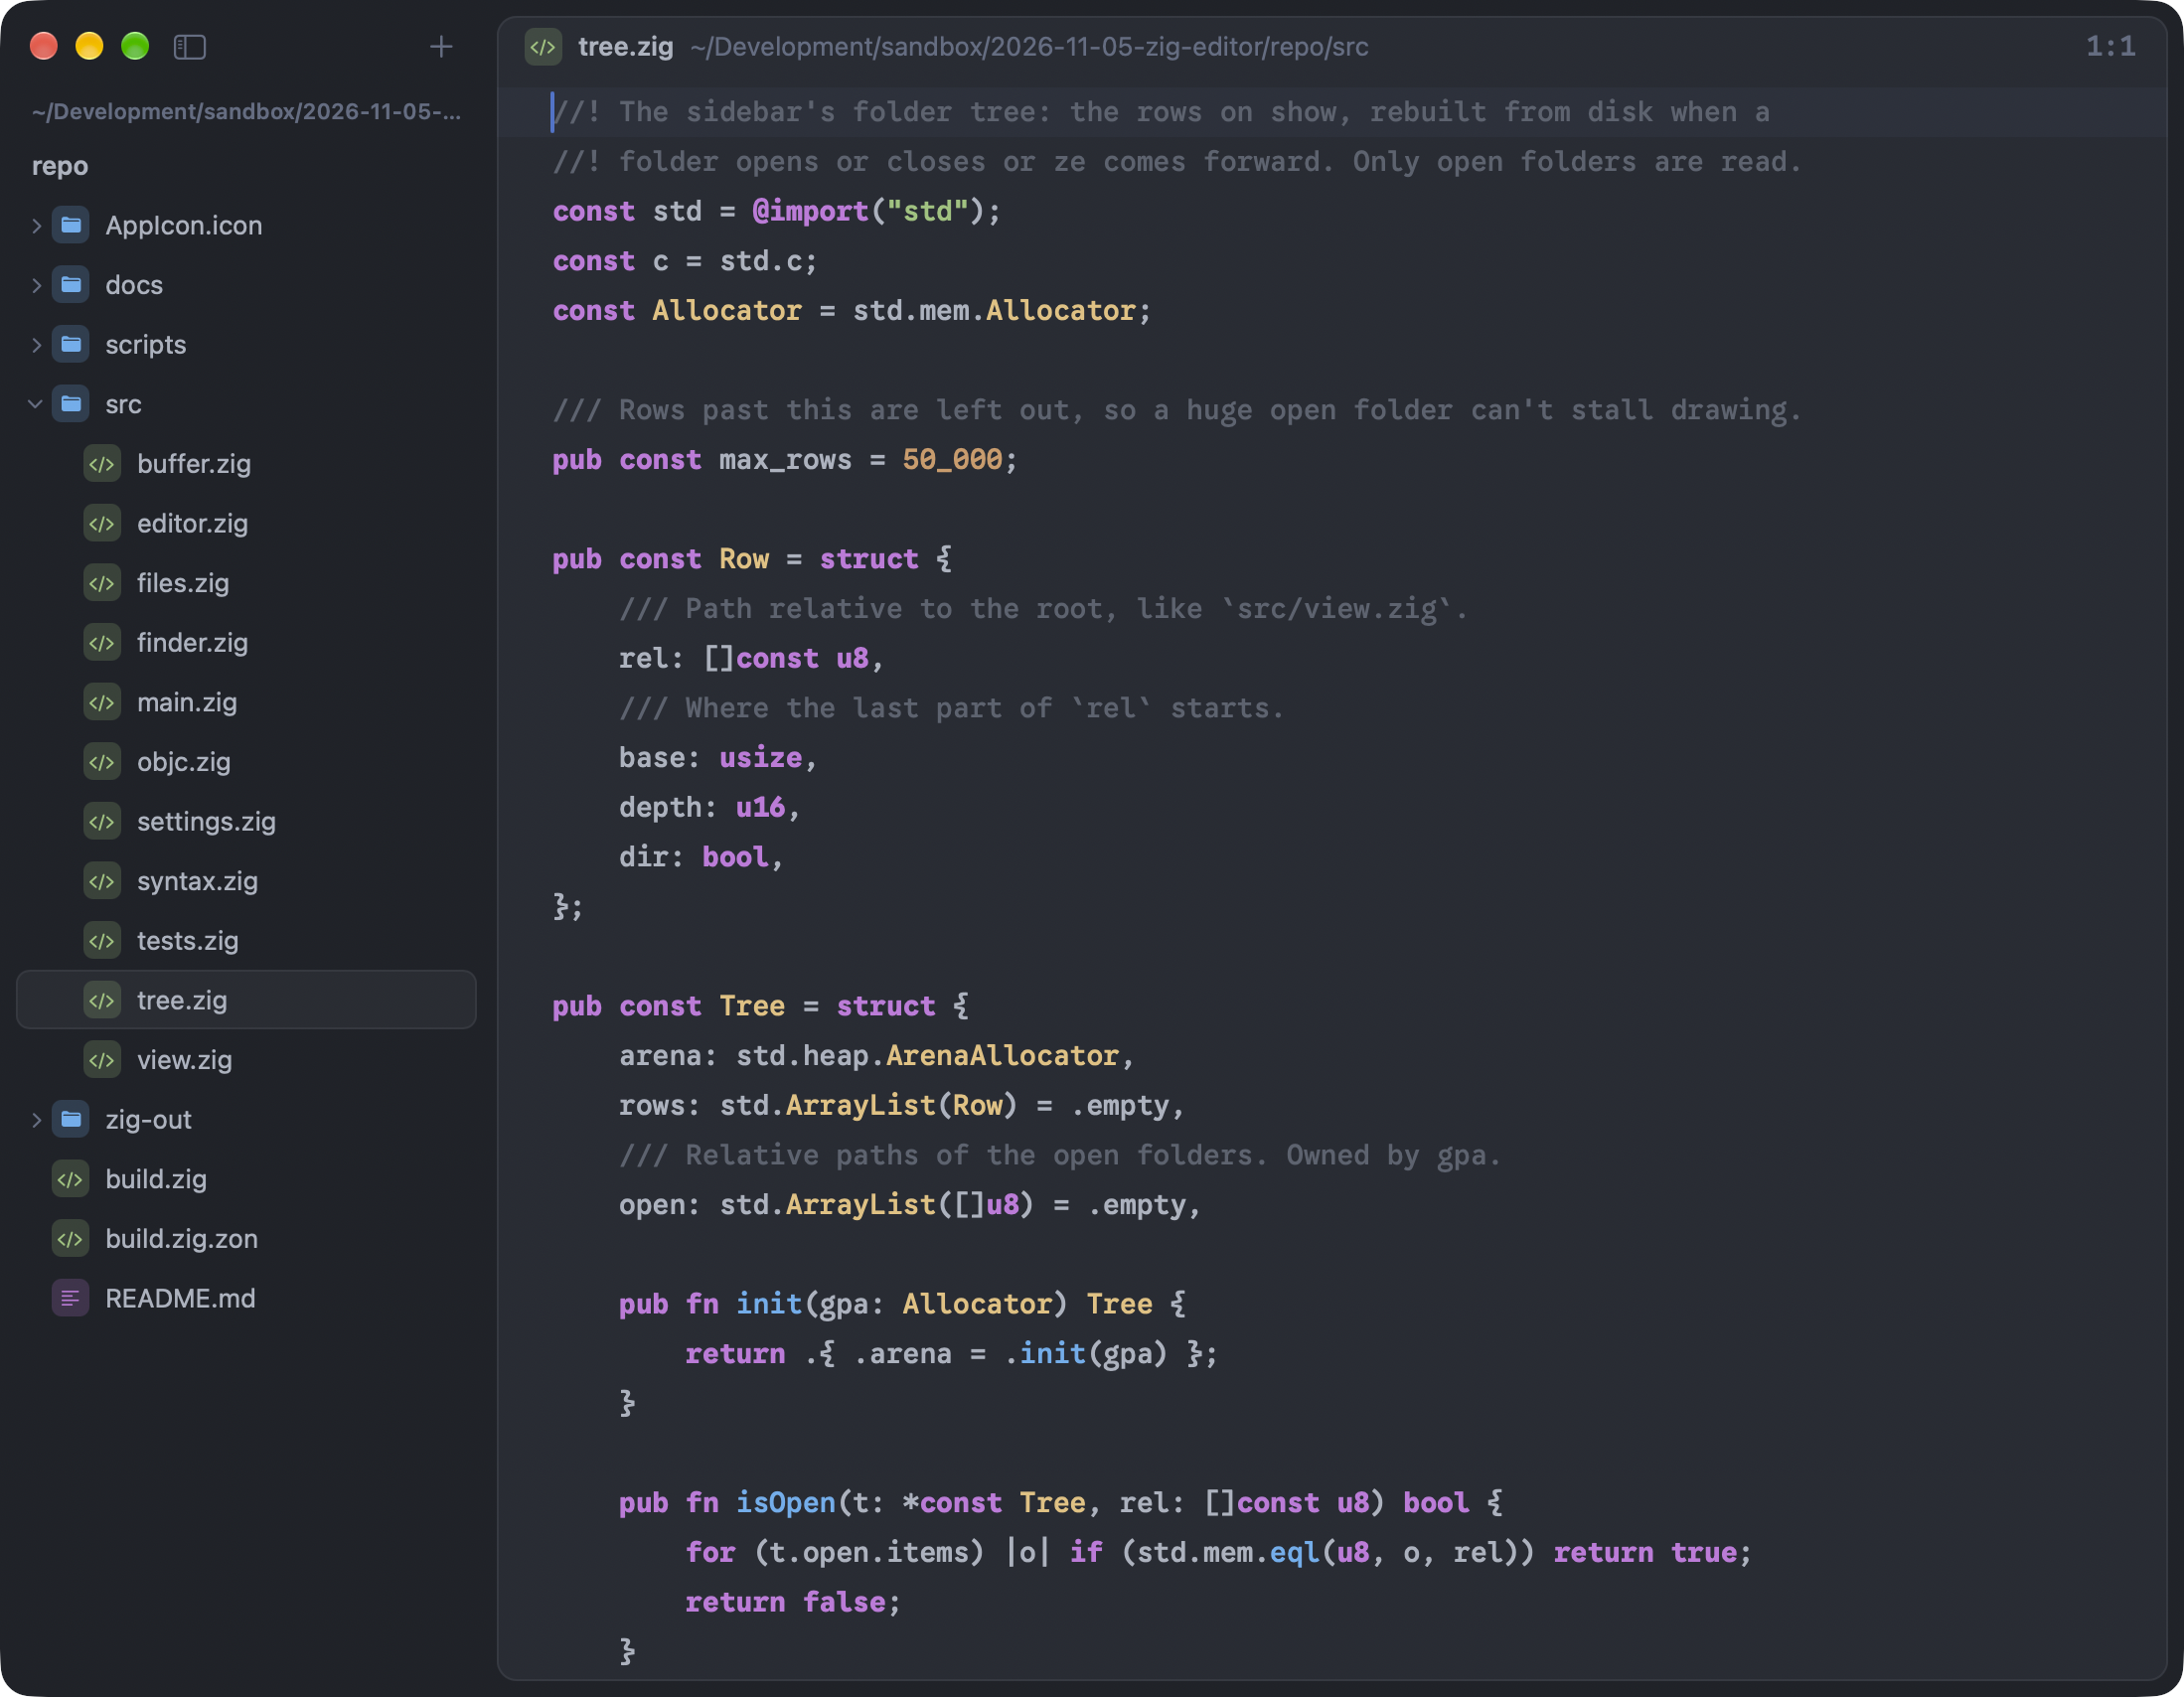 ~/Development/sandbox/2026-11-05-...
repo
AppIcon.icon
docs
scripts
src
buffer.zig
editor.zig
files.zig
finder.zig
main.zig
objc.zig
settings.zig
syntax.zig
tests.zig
tree.zig
view.zig
zig-out
build.zig
build.zig.zon
README.md
tree.zig ~/Development/sandbox/2026-11-05-zig-editor/repo/src 1:1
//! The sidebar's folder tree: the rows on show, rebuilt from disk when a
//! folder opens or closes or ze comes forward. Only open folders are read.
const std = @import("std");
const c = std.c;
const Allocator = std.mem.Allocator;
/// Rows past this are left out, so a huge open folder can't stall drawing.
pub const max_rows = 50_000;
pub const Row = struct {
    /// Path relative to the root, like `src/view.zig`.
    rel: []const u8,
    /// Where the last part of `rel` starts.
    base: usize,
    depth: u16,
    dir: bool,
};
pub const Tree = struct {
    arena: std.heap.ArenaAllocator,
    rows: std.ArrayList(Row) = .empty,
    /// Relative paths of the open folders. Owned by gpa.
    open: std.ArrayList([]u8) = .empty,
    pub fn init(gpa: Allocator) Tree {
        return .{ .arena = .init(gpa) };
    }
    pub fn isOpen(t: *const Tree, rel: []const u8) bool {
        for (t.open.items) |o| if (std.mem.eql(u8, o, rel)) return true;
        return false;
    }